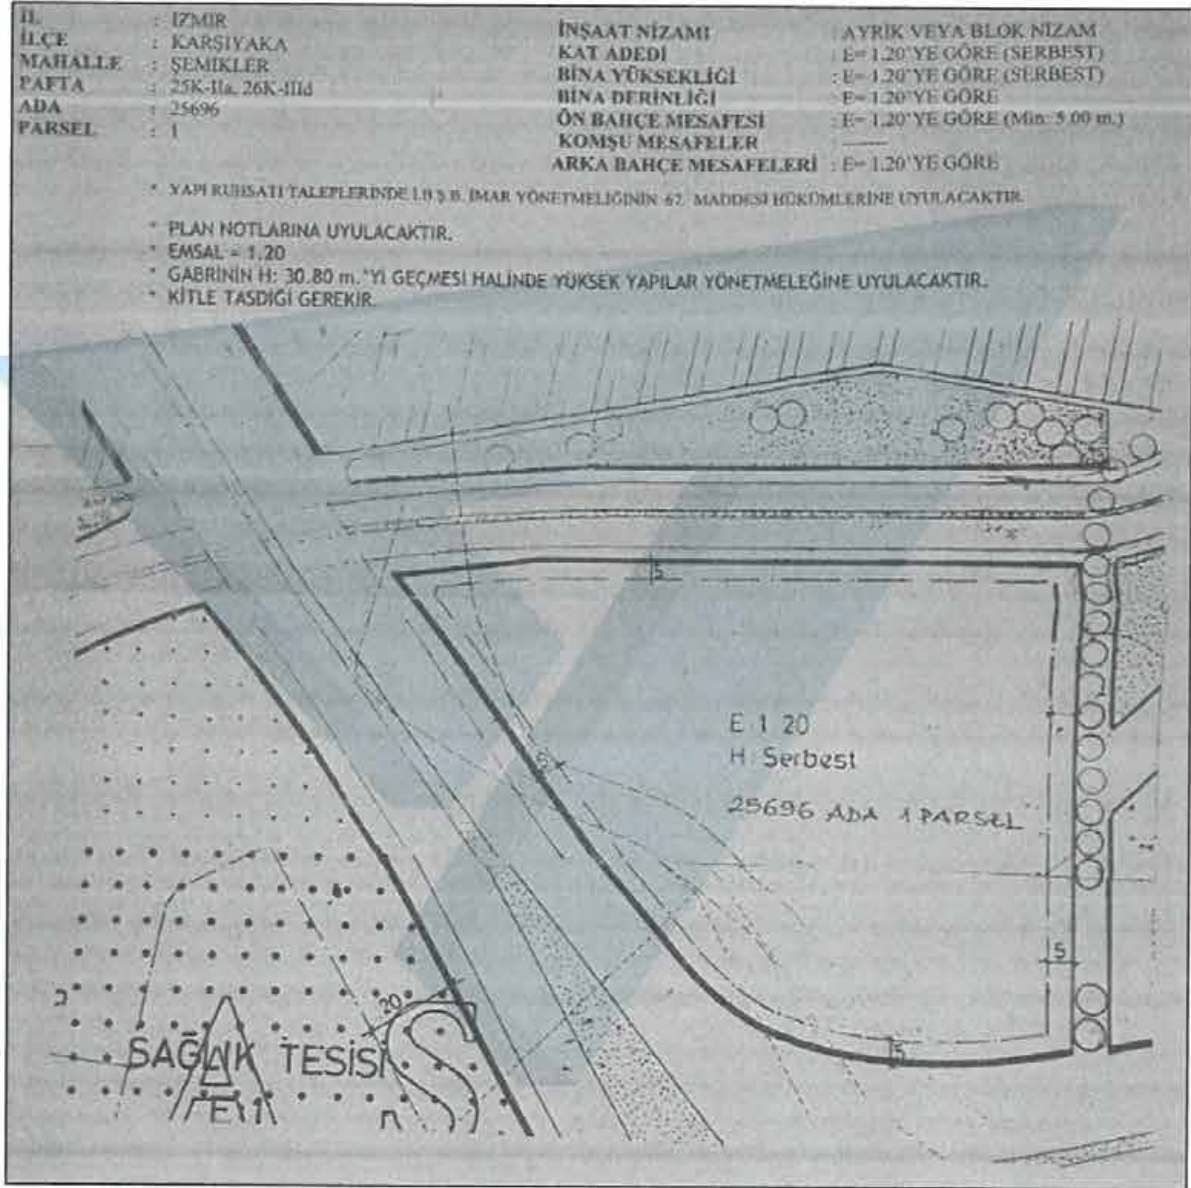 İL : İZMİR
İLÇE : KARŞIYAKA
MAHALLE : ŞEMİKLER
PAFTA : 25K-IIa, 26K-IIId
ADA : 25696
PARSEL : 1
İNŞAAT NİZAMI : AYRIK VEYA BLOK NİZAM
KAT ADEDİ : E= 1.20'YE GÖRE (SERBEST)
BİNA YÜKSEKLİĞİ : E= 1.20'YE GÖRE (SERBEST)
BİNA DERİNLİĞİ : E= 1.20'YE GÖRE
ÖN BAHÇE MESAFESİ : E= 1.20'YE GÖRE (Min: 5.00 m.)
KOMŞU MESAFELER : ------
ARKA BAHÇE MESAFELERİ : E= 1.20'YE GÖRE
* YAPI RUHSATI TALEPLERİNDE İ.B.Ş.B. İMAR YÖNETMELİĞİNİN 62. MADDESİ HÜKÜMLERİNE UYULACAKTIR.
* PLAN NOTLARINA UYULACAKTIR.
* EMSAL = 1.20
* GABRİNİN H: 30.80 m.'Yİ GEÇMESİ HALİNDE YÜKSEK YAPILAR YÖNETMELEĞİNE UYULACAKTIR.
* KİTLE TASDİĞİ GEREKİR.
5
E 1 20
H: Serbest
5
25696 ADA 1 PARSEL
5
20
SAĞLIK TESİSİ
5
E 1